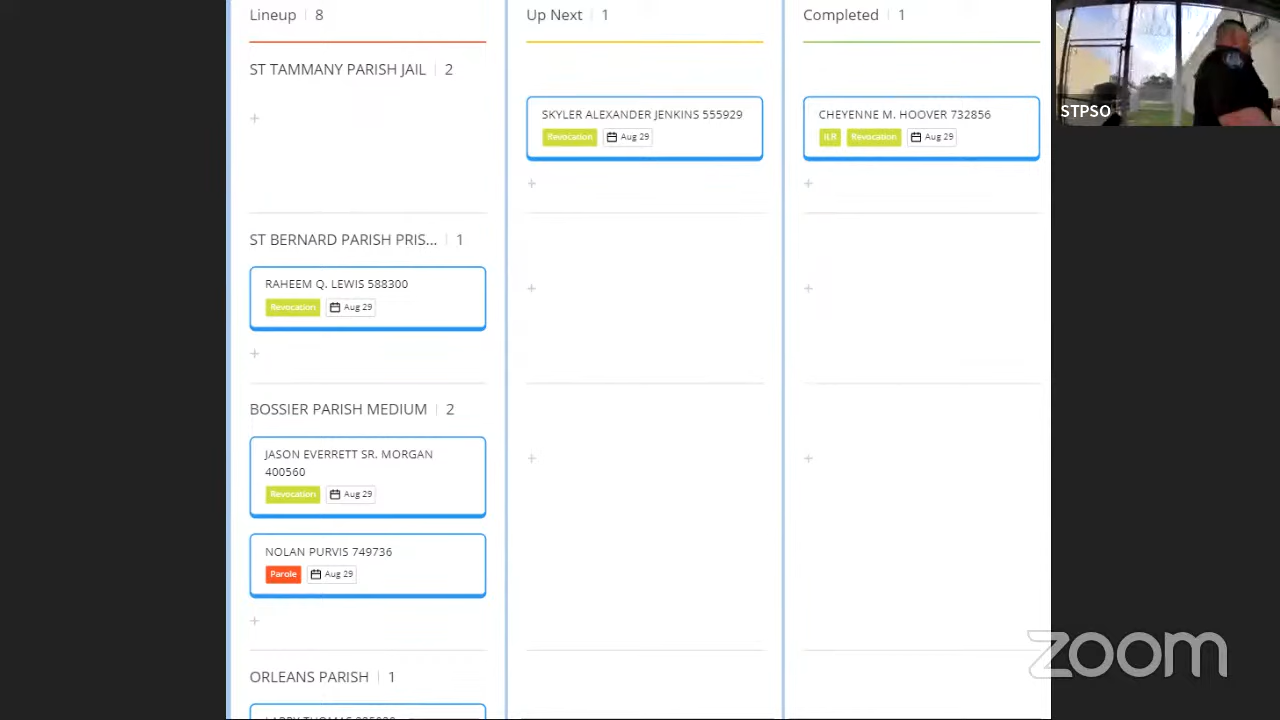 Lineup | 8
Up Next | 1
Completed | 1
ST TAMMANY PARISH JAIL | 2
SKYLER ALEXANDER JENKINS 555929
Revocation Aug 29
CHEYENNE M. HOOVER 732856
ILR Revocation Aug 29
ST BERNARD PARISH PRIS... | 1
RAHEEM Q. LEWIS 588300
Revocation Aug 29
BOSSIER PARISH MEDIUM | 2
JASON EVERRETT SR. MORGAN
400560
Revocation Aug 29
NOLAN PURVIS 749736
Parole Aug 29
ORLEANS PARISH | 1
STPSO
zoom